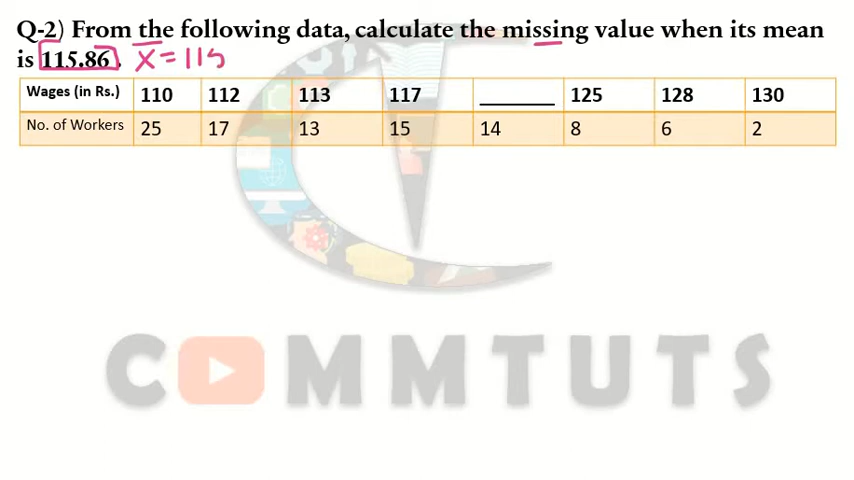 Q-2) From the following data, calculate the missing value when its mean
is 115.86. x̄ = 115
Wages (in Rs.) 110 112 113 117 ________ 125 128 130
No. of Workers 25 17 13 15 14 8 6 2
COMMTUTS